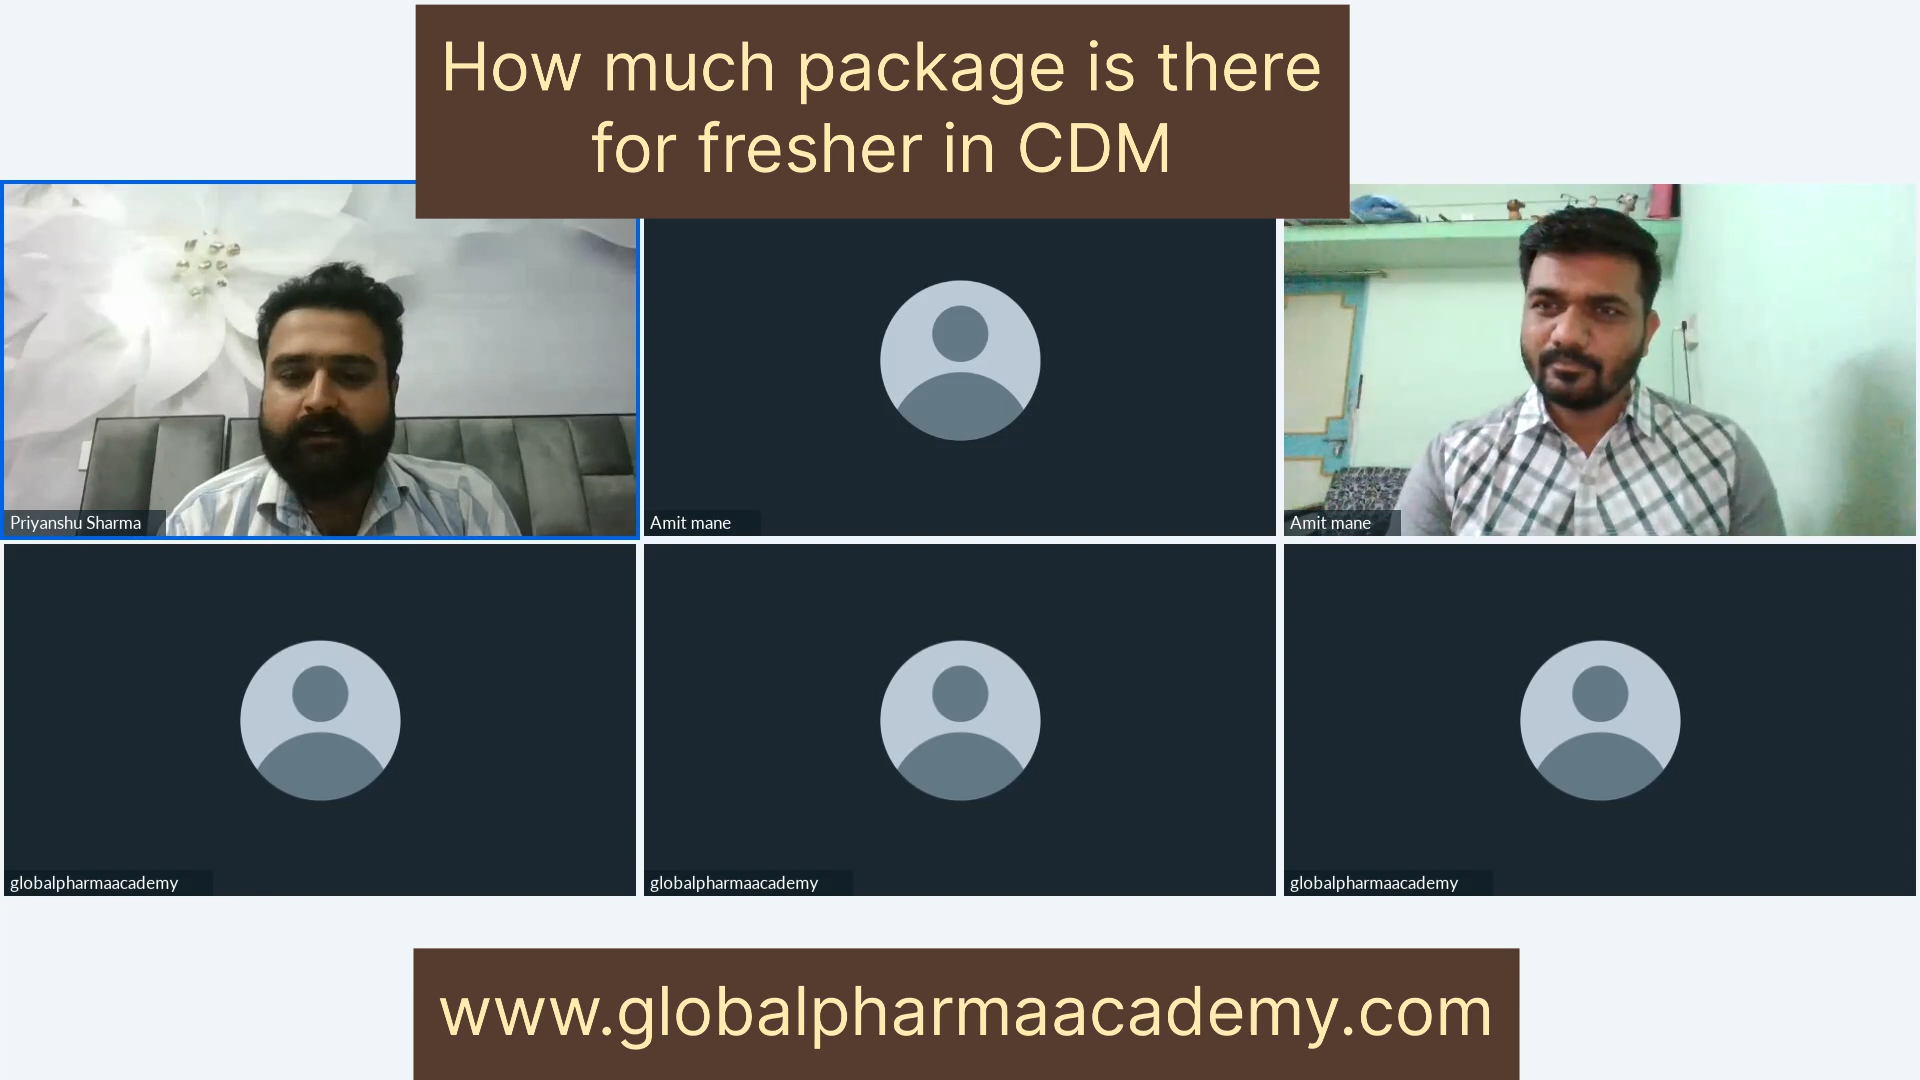 How much package is there
for fresher in CDM
Priyanshu Sharma
Amit mane
Amit mane
globalpharmaacademy
globalpharmaacademy
globalpharmaacademy
www.globalpharmaacademy.com